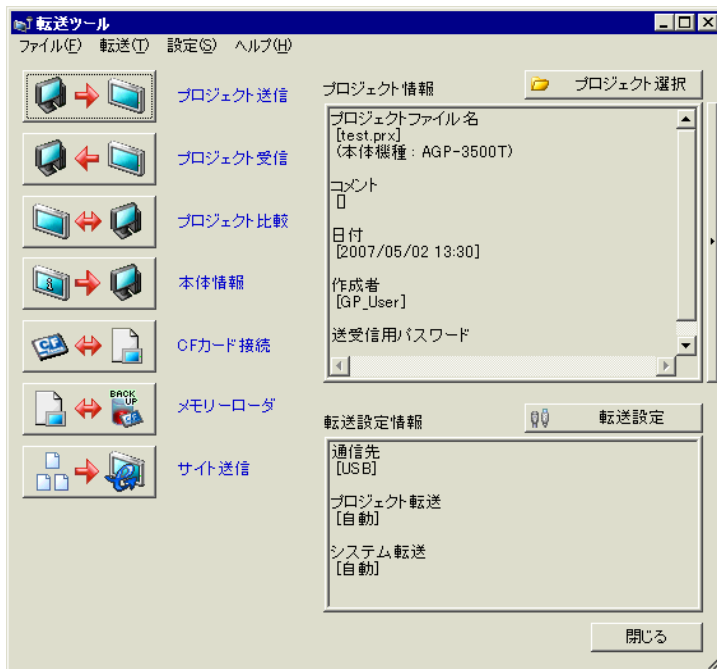 転送ツール
ファイル(F) 転送(T) 設定(S) ヘルプ(H)
プロジェクト送信
プロジェクト受信
プロジェクト比較
本体情報
CFカード接続
BACK UP
メモリーローダ
サイト送信
プロジェクト情報
プロジェクト選択
プロジェクトファイル名
[test.prx]
(本体機種:AGP-3500T)
コメント
[]
日付
[2007/05/02 13:30]
作成者
[GP_User]
送受信用パスワード
転送設定情報
転送設定
通信先
[USB]
プロジェクト転送
[自動]
システム転送
[自動]
閉じる